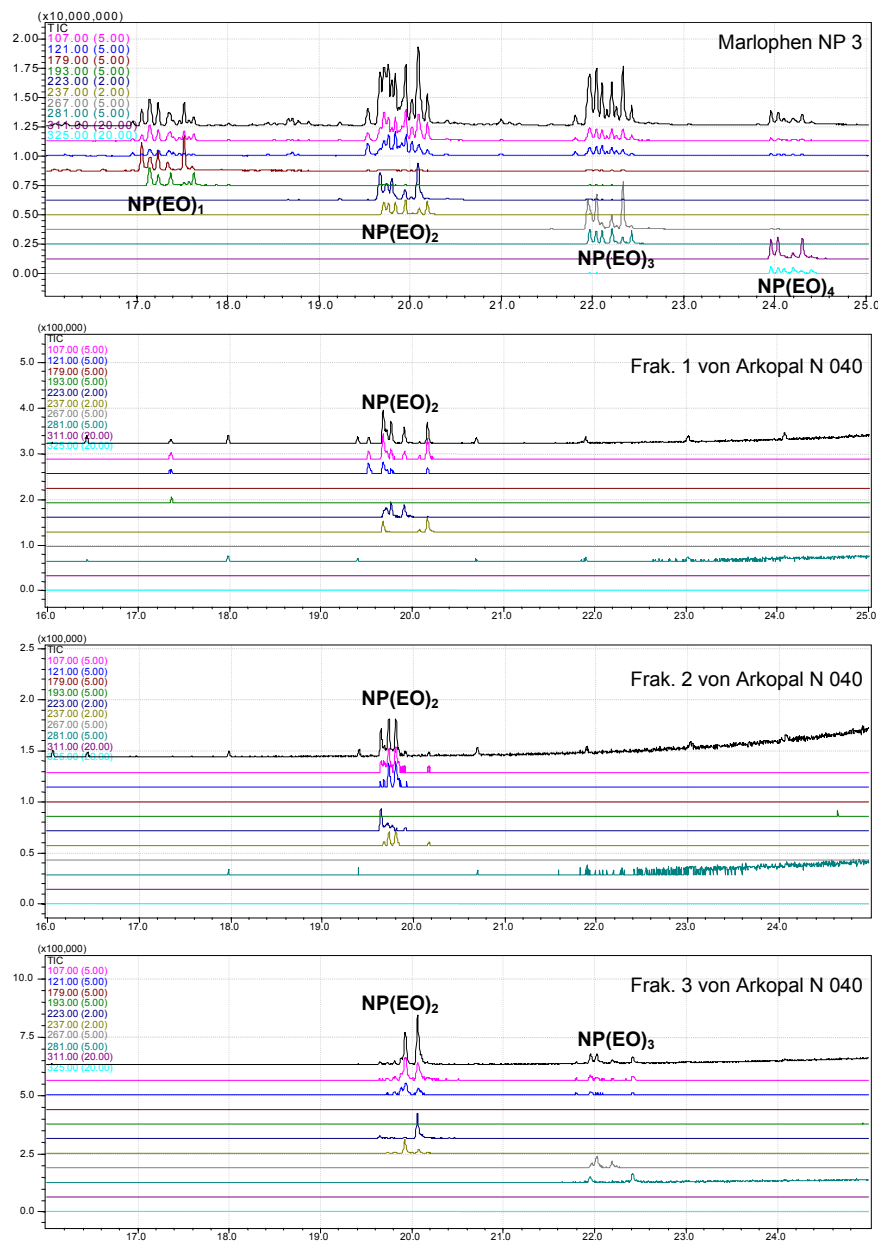 (x10,000,000)
TIC
2.00
107.00 (5.00)
121.00 (5.00)
179.00 (5.00)
193.00 (5.00)
223.00 (2.00)
237.00 (2.00)
267.00 (5.00)
281.00 (5.00)
311.00 (20.00)
325.00 (20.00)
Marlophen NP 3
1.75
1.50
1.25
1.00
0.75
0.50
0.25
0.00
NP(EO)1
NP(EO)2
NP(EO)3
NP(EO)4
17.0 18.0 19.0 20.0 21.0 22.0 23.0 24.0 25.0
(x100,000)
TIC
107.00 (5.00)
121.00 (5.00)
179.00 (5.00)
193.00 (5.00)
223.00 (2.00)
237.00 (2.00)
267.00 (5.00)
281.00 (5.00)
311.00 (20.00)
325.00 (20.00)
Frak. 1 von Arkopal N 040
NP(EO)2
5.0
4.0
3.0
2.0
1.0
0.0
16.0 17.0 18.0 19.0 20.0 21.0 22.0 23.0 24.0 25.0
(x100,000)
2.5
TIC
107.00 (5.00)
121.00 (5.00)
179.00 (5.00)
193.00 (5.00)
223.00 (2.00)
237.00 (2.00)
267.00 (5.00)
281.00 (5.00)
311.00 (20.00)
325.00 (20.00)
Frak. 2 von Arkopal N 040
NP(EO)2
2.0
1.5
1.0
0.5
0.0
16.0 17.0 18.0 19.0 20.0 21.0 22.0 23.0 24.0
(x100,000)
TIC
107.00 (5.00)
121.00 (5.00)
179.00 (5.00)
193.00 (5.00)
223.00 (2.00)
237.00 (2.00)
267.00 (5.00)
281.00 (5.00)
311.00 (20.00)
325.00 (20.00)
Frak. 3 von Arkopal N 040
NP(EO)2
NP(EO)3
10.0
7.5
5.0
2.5
0.0
16.0 17.0 18.0 19.0 20.0 21.0 22.0 23.0 24.0